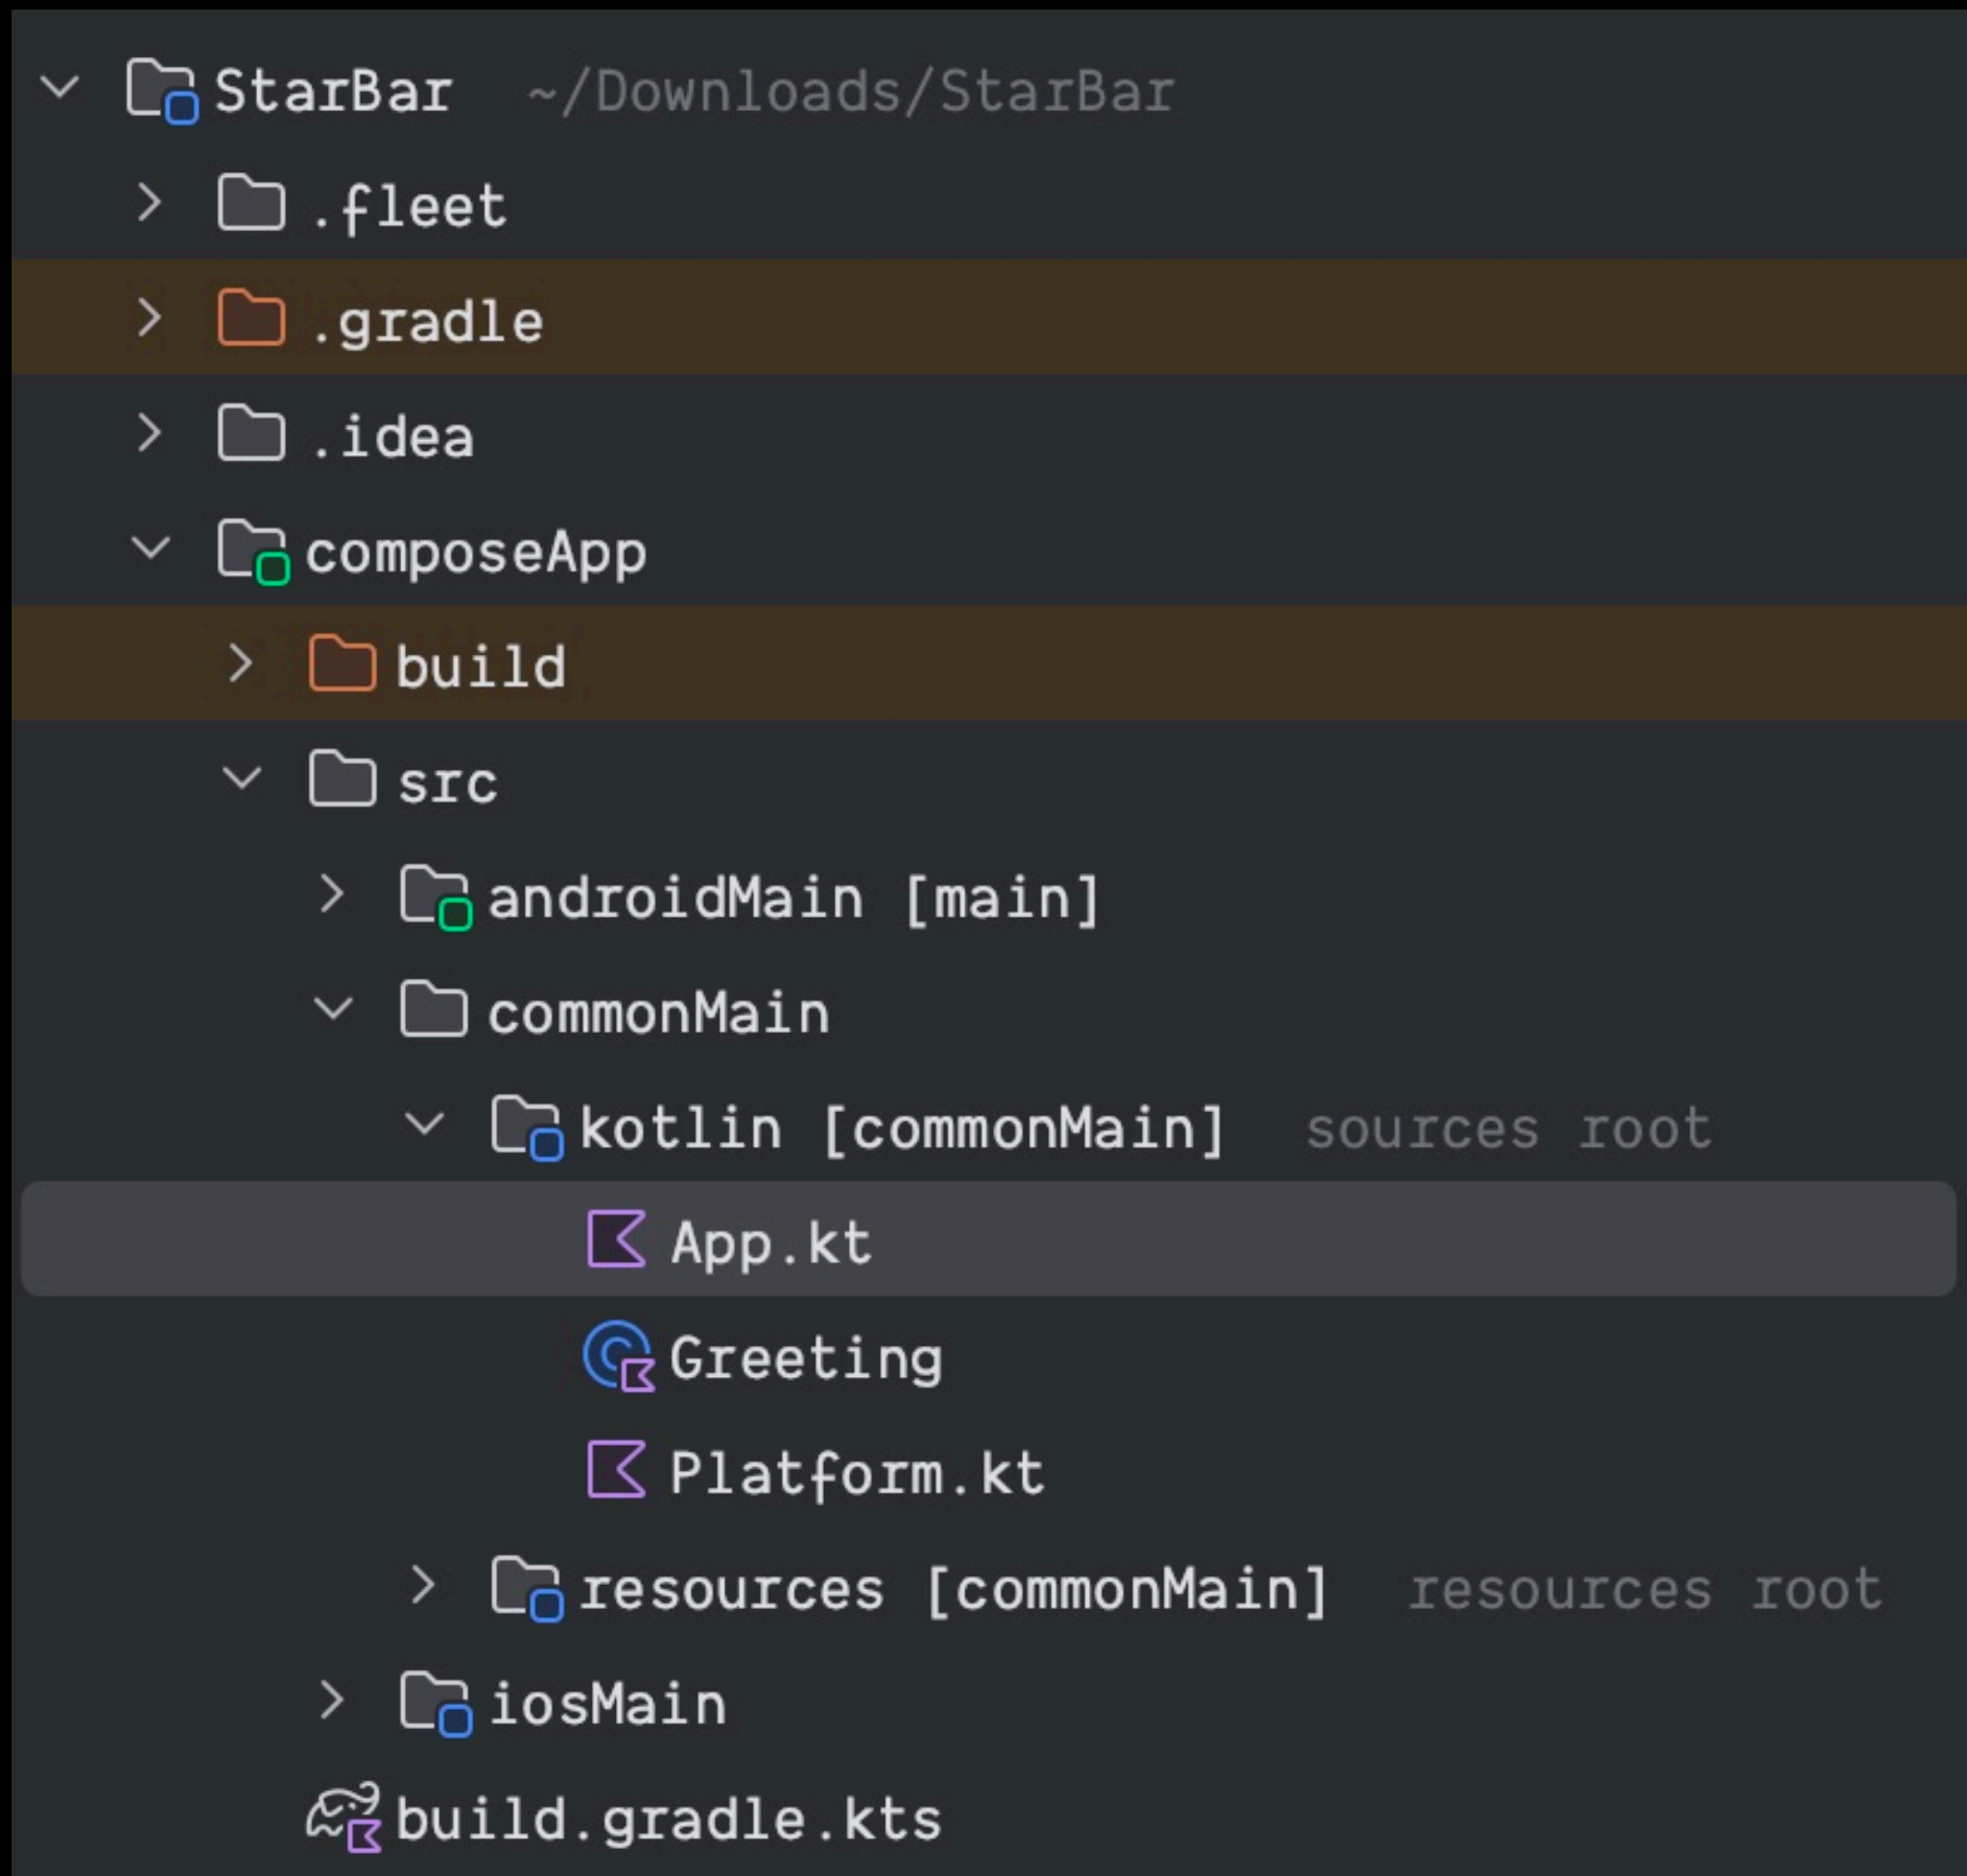 StarBar ~/Downloads/StarBar
.fleet
.gradle
.idea
composeApp
build
src
androidMain [main]
commonMain
kotlin [commonMain] sources root
App.kt
Greeting
Platform.kt
resources [commonMain] resources root
iosMain
build.gradle.kts